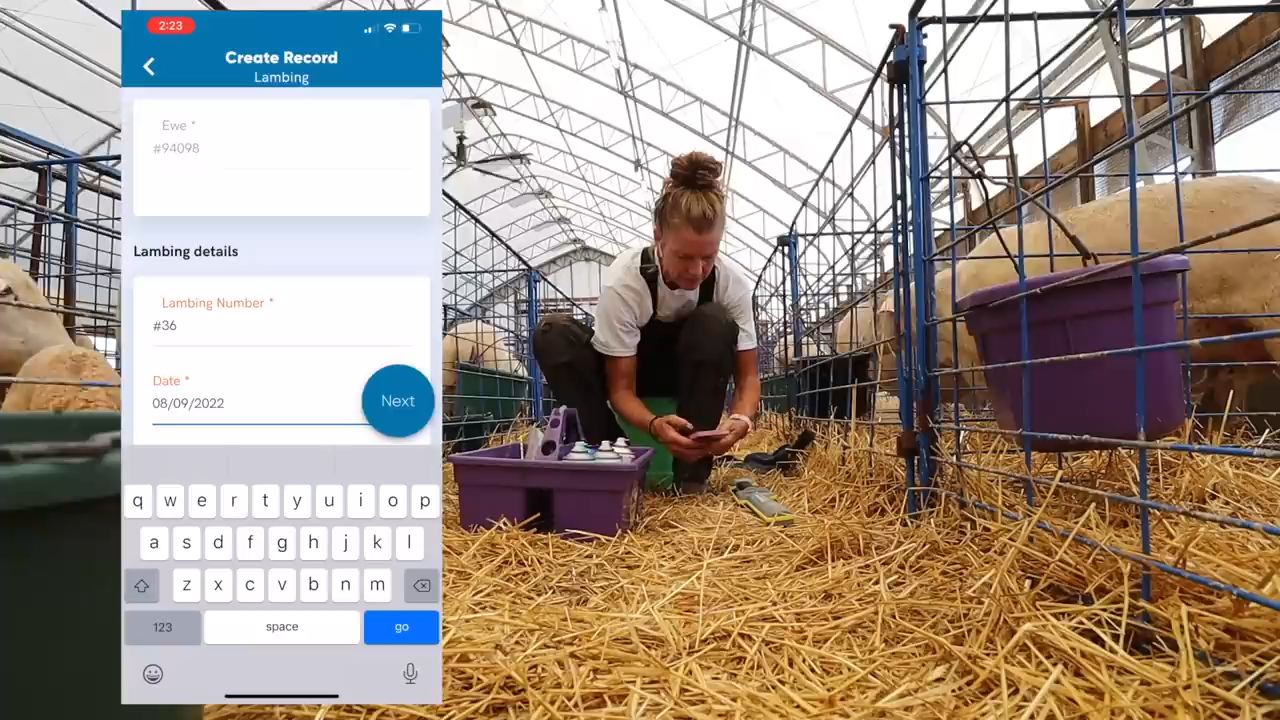 2:23
Create Record
Lambing
Ewe *
#94098
Lambing details
Lambing Number *
#36
Date *
08/09/2022
Next
q w e r t y u i o p
a s d f g h j k l
z x c v b n m
123 space go